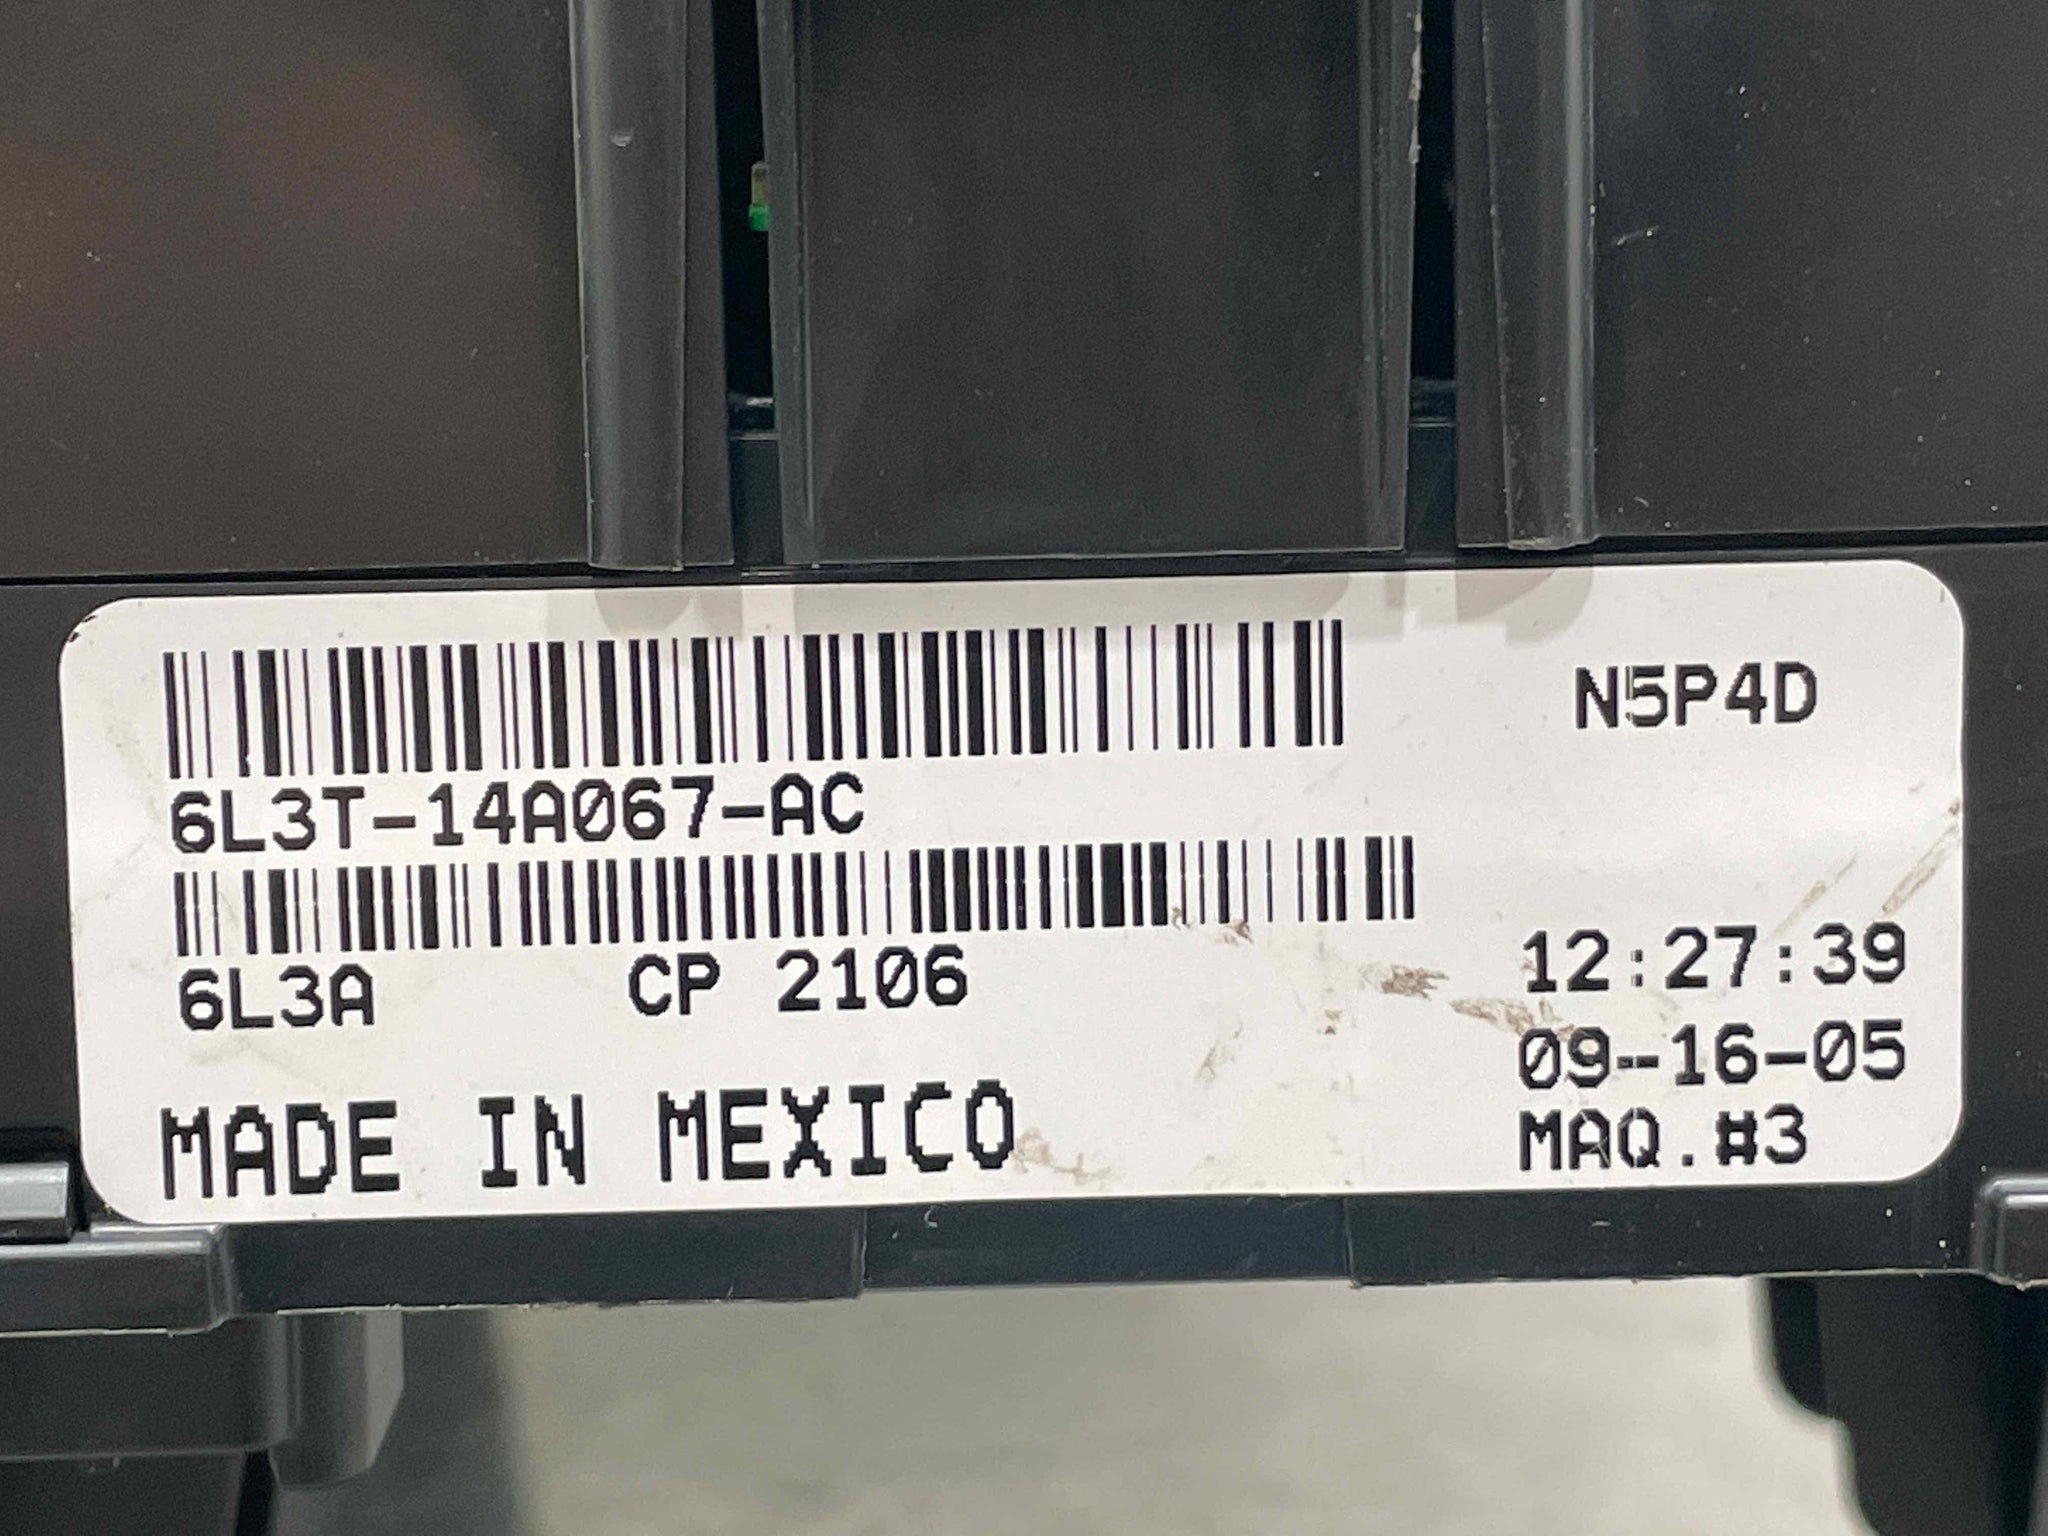 N5P4D
6L3T-14A067-AC
6L3A CP 2106
12:27:39
09-16-05
MADE IN MEXICO
MAQ.#3